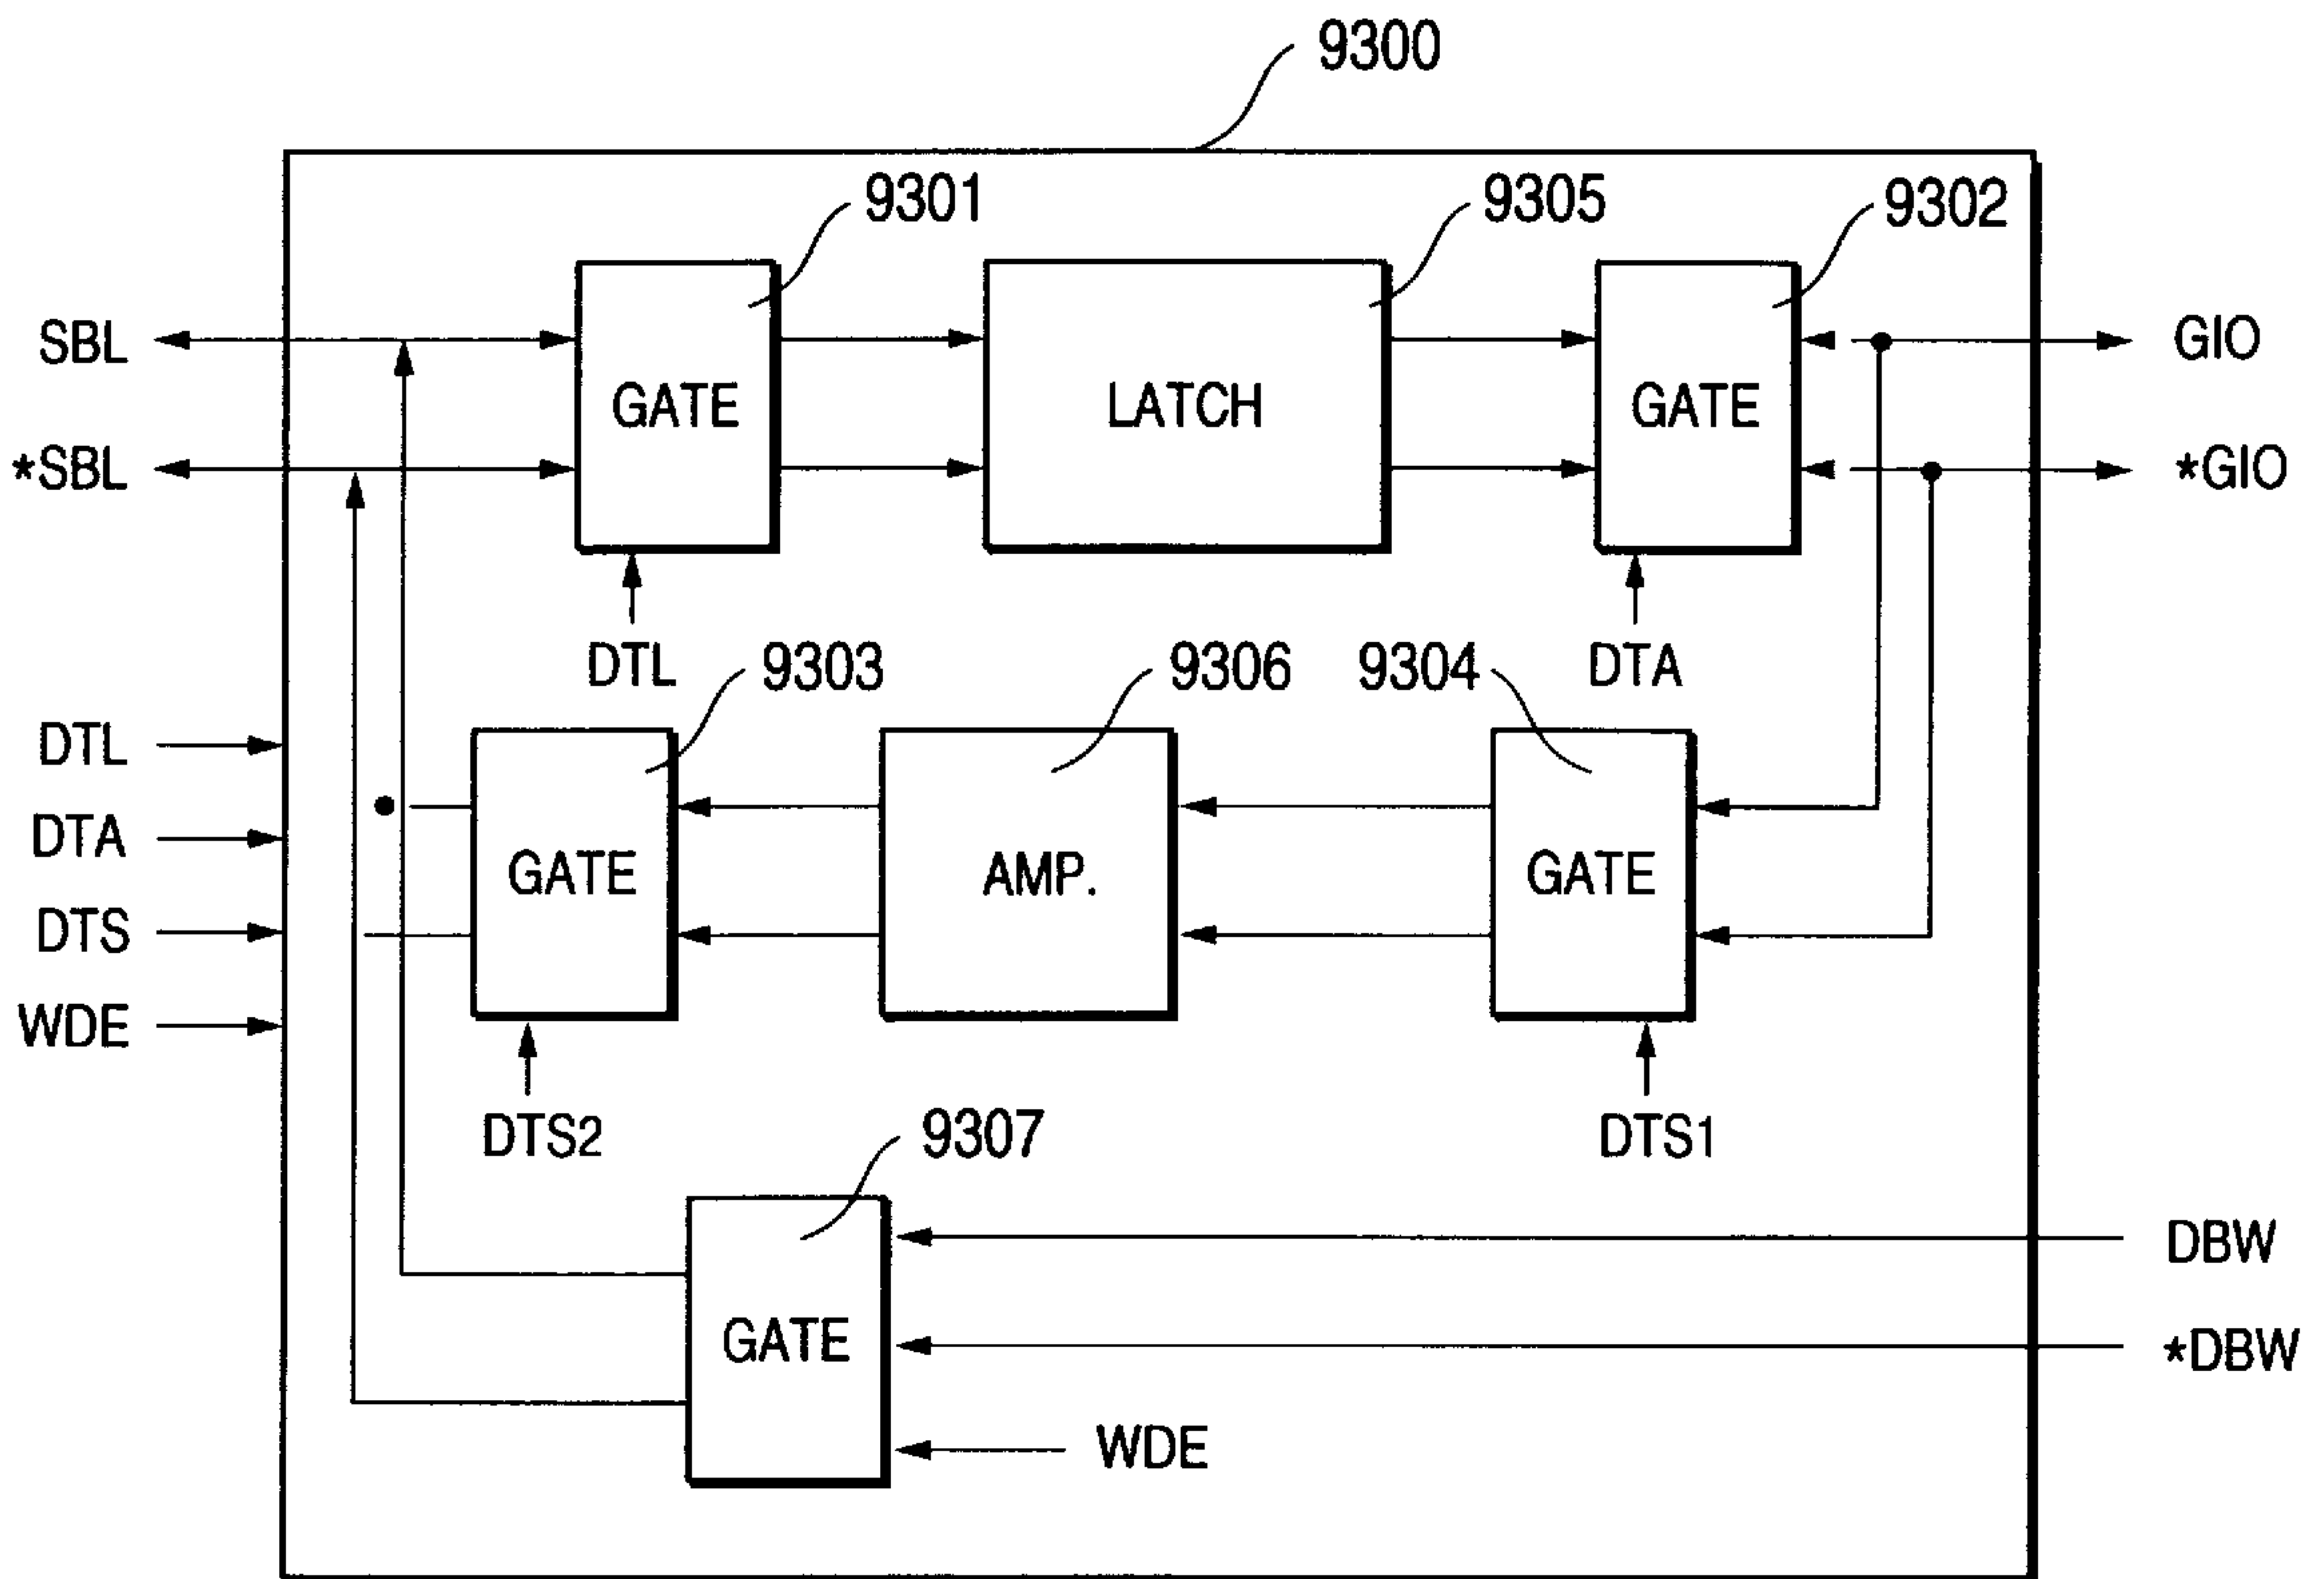 9300
9301
9305
9302
SBL
GATE
LATCH
GATE
GIO
*SBL
*GIO
DTL
9303
9306
9304
DTA
DTL
DTA
GATE
AMP.
GATE
DTS
WDE
DTS2
9307
DTS1
DBW
GATE
*DBW
WDE